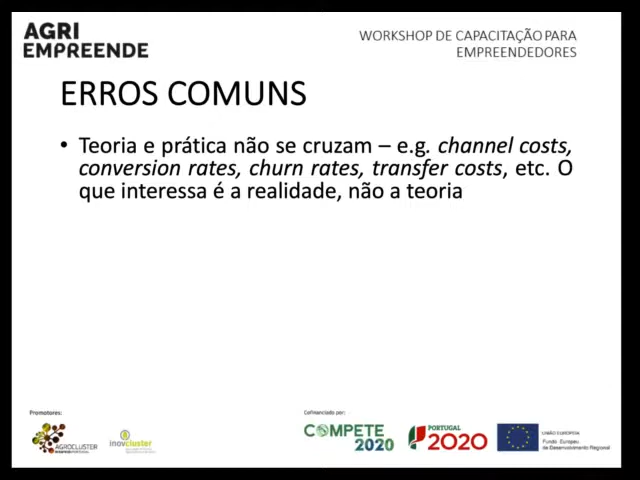 AGRI
EMPREENDE
WORKSHOP DE CAPACITAÇÃO PARA
EMPREENDEDORES
ERROS COMUNS
• Teoria e prática não se cruzam – e.g. channel costs,
conversion rates, churn rates, transfer costs, etc. O
que interessa é a realidade, não a teoria
Promotores:
Cofinanciado por:
AGROCLUSTER
inovcluster
COMPETE
2020
PORTUGAL
2020
UNIÃO EUROPEIA
Fundo Europeu
de Desenvolvimento Regional